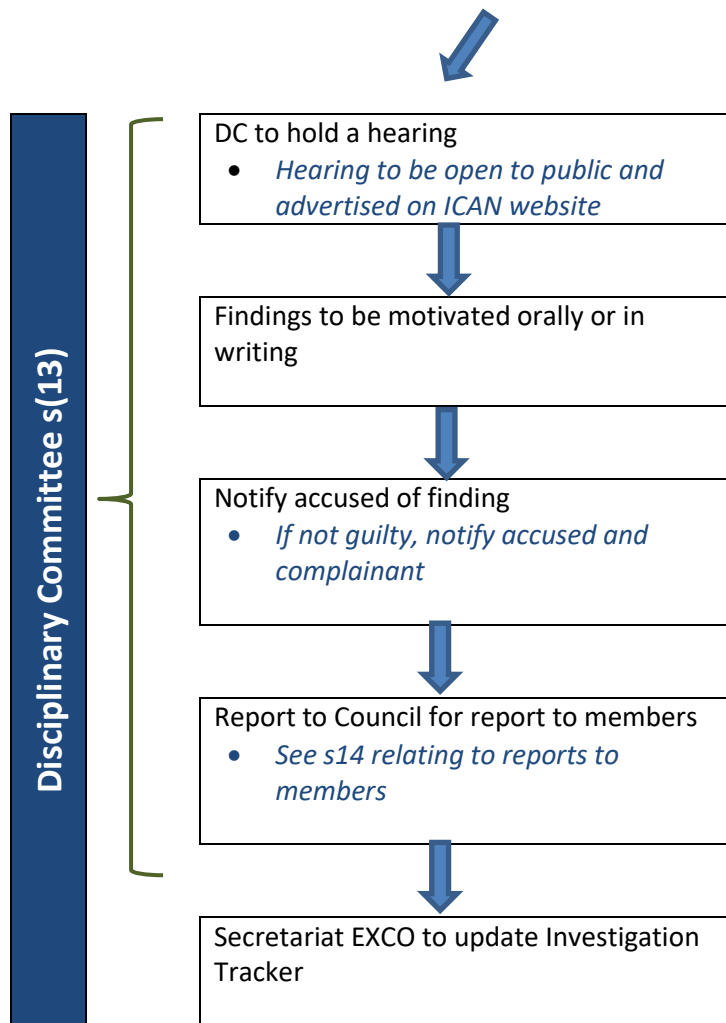 Disciplinary Committee s(13)
DC to hold a hearing
• Hearing to be open to public and
advertised on ICAN website
Findings to be motivated orally or in
writing
Notify accused of finding
• If not guilty, notify accused and
complainant
Report to Council for report to members
• See s14 relating to reports to
members
Secretariat EXCO to update Investigation
Tracker